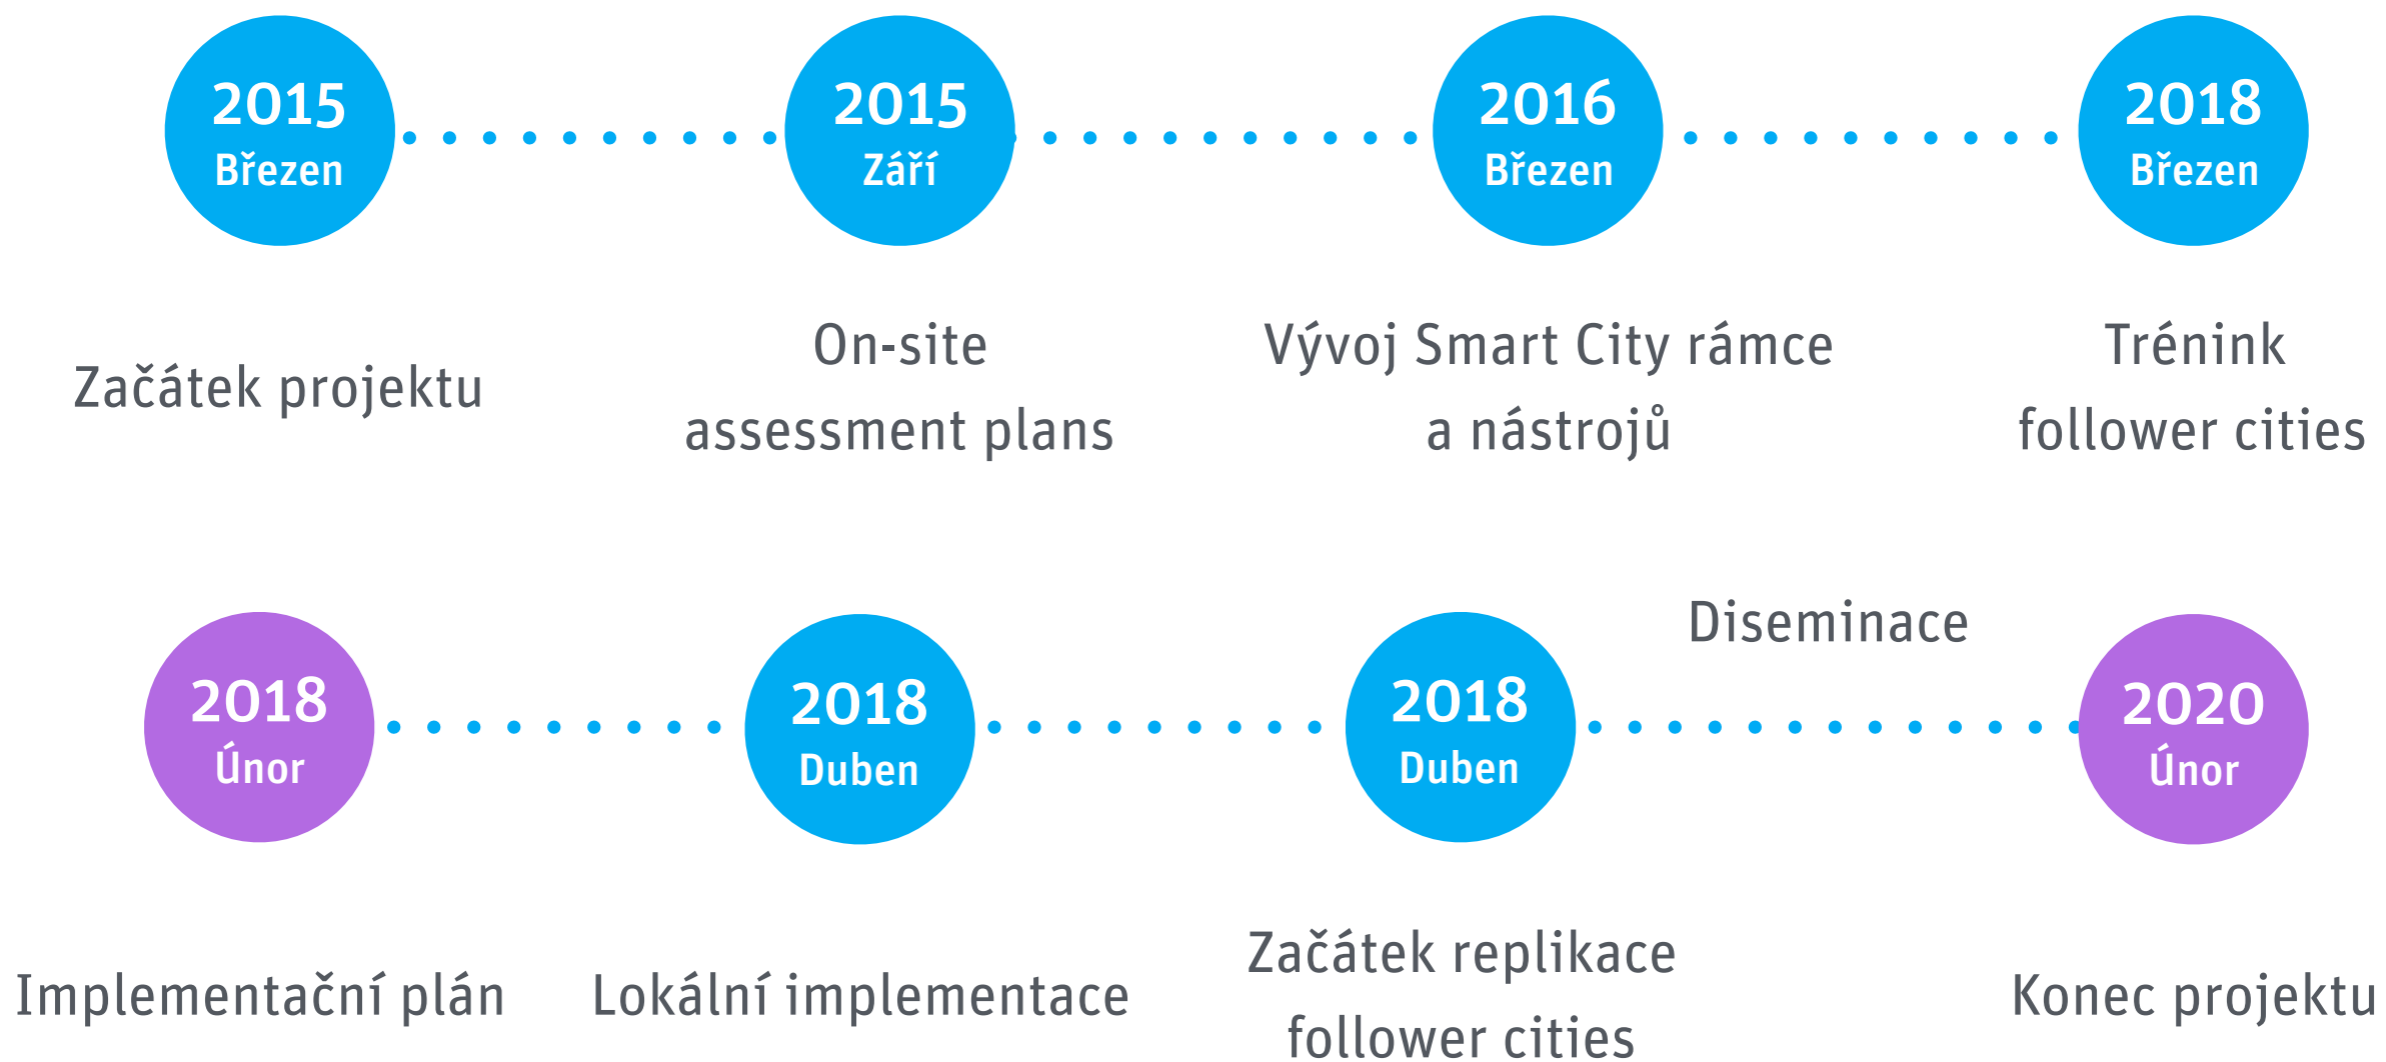 2015
Březen
2015
Září
2016
Březen
2018
Březen
Začátek projektu
On-site
assessment plans
Vývoj Smart City rámce
a nástrojů
Trénink
follower cities
Diseminace
2018
Únor
2018
Duben
2018
Duben
2020
Únor
Implementační plán
Lokální implementace
Začátek replikace
follower cities
Konec projektu